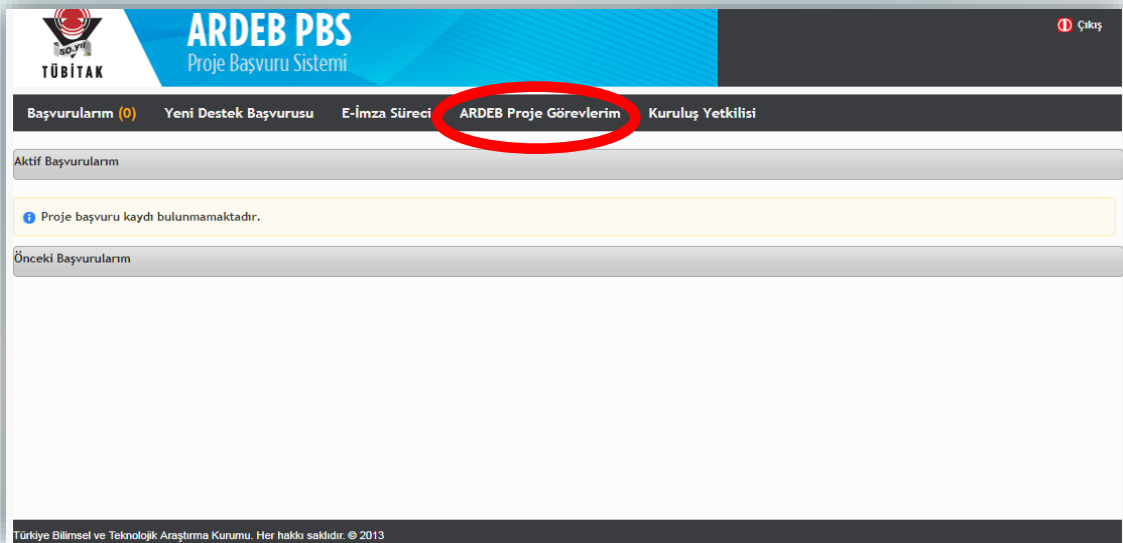 50.yıl
TÜBİTAK
ARDEB PBS
Proje Başvuru Sistemi
Çıkış
Başvurularım (0) Yeni Destek Başvurusu E-İmza Süreci ARDEB Proje Görevlerim Kuruluş Yetkilisi
Aktif Başvurularım
Proje başvuru kaydı bulunmamaktadır.
Önceki Başvurularım
Türkiye Bilimsel ve Teknolojik Araştırma Kurumu. Her hakkı saklıdır. © 2013